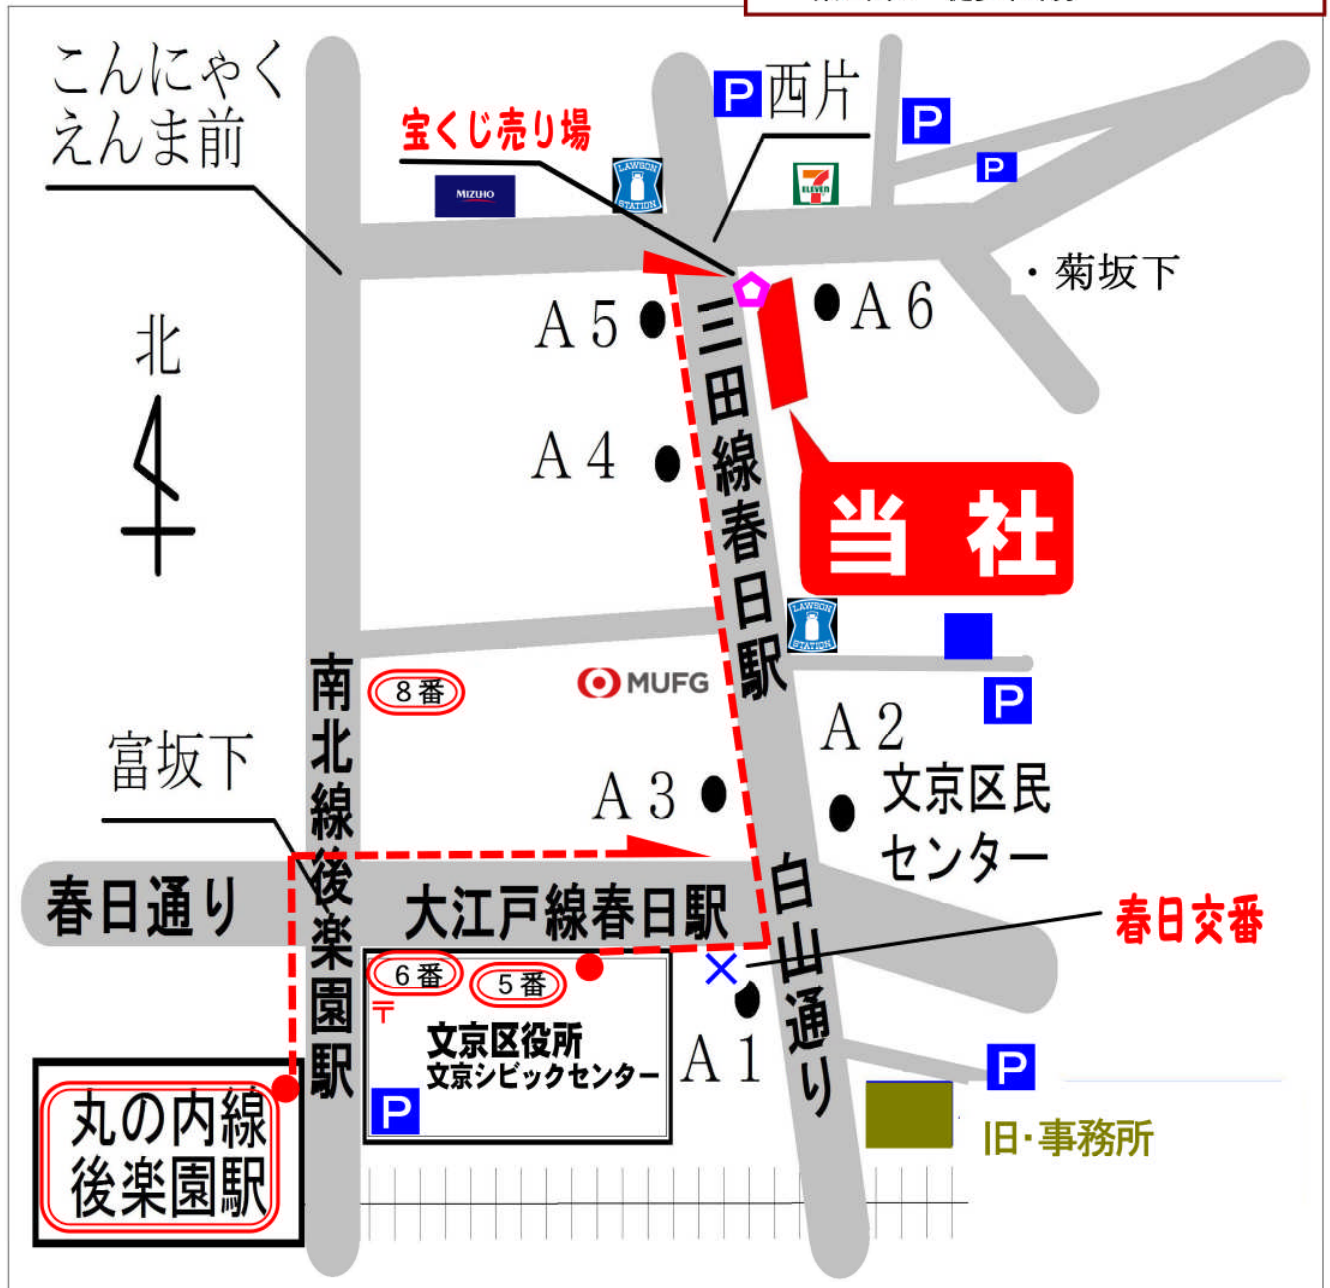 こんにゃく
えんま前
宝くじ売り場
P
西片
P
P
MIZUHO
LAWSON
STATION
7
ELEVEN
・菊坂下
北
A5
A6
三田線春日駅
A4
当社
LAWSON
STATION
南北線後楽園駅
8番
MUFG
P
富坂下
A2
A3
文京区民
センター
春日通り
大江戸線春日駅
白山通り
春日交番
6番
5番
〒
文京区役所
文京シビックセンター
A1
P
P
丸の内線
後楽園駅
旧・事務所